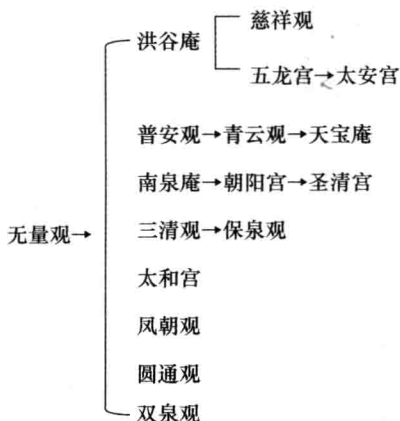 慈祥观
洪谷庵
五龙宫→太安宫
普安观→青云观→天宝庵
南泉庵→朝阳宫→圣清宫
无量观→
三清观→保泉观
太和宫
凤朝观
圆通观
双泉观